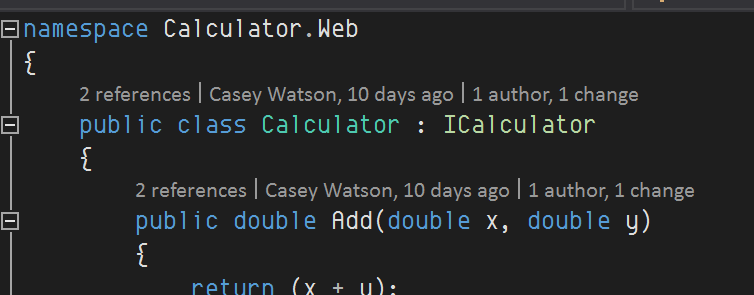 namespace Calculator.Web
{
2 references | Casey Watson, 10 days ago | 1 author, 1 change
public class Calculator : ICalculator
{
2 references | Casey Watson, 10 days ago | 1 author, 1 change
public double Add(double x, double y)
{
return (x + y);